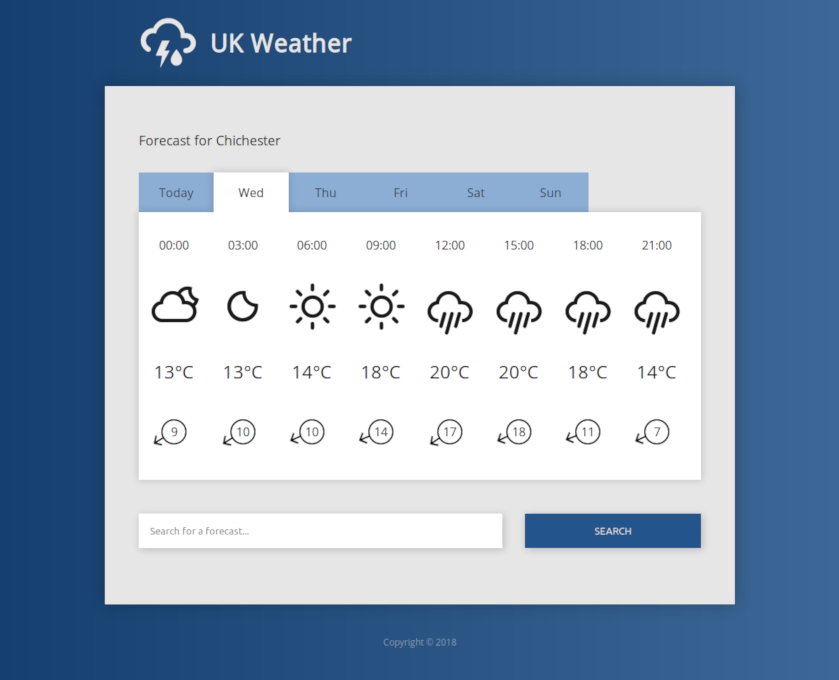 UK Weather
Forecast for Chichester
Today Wed Thu Fri Sat Sun
00:00 03:00 06:00 09:00 12:00 15:00 18:00 21:00
13°C 13°C 14°C 18°C 20°C 20°C 18°C 14°C
9 10 10 14 17 18 11 7
Search for a forecast... SEARCH
Copyright © 2018